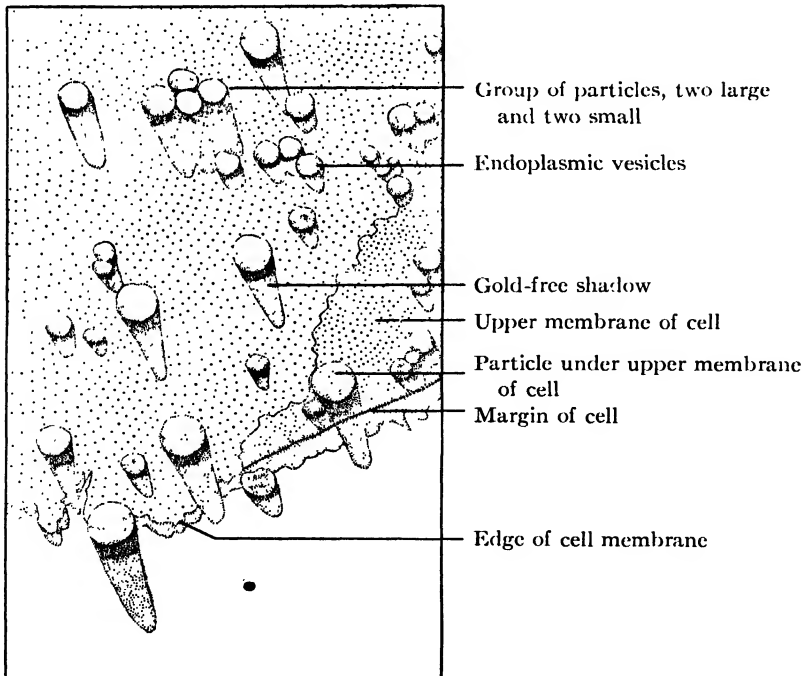 Group of particles, two large
and two small
Endoplasmic vesicles
Gold-free shadow
Upper membrane of cell
Particle under upper membrane
of cell
Margin of cell
Edge of cell membrane